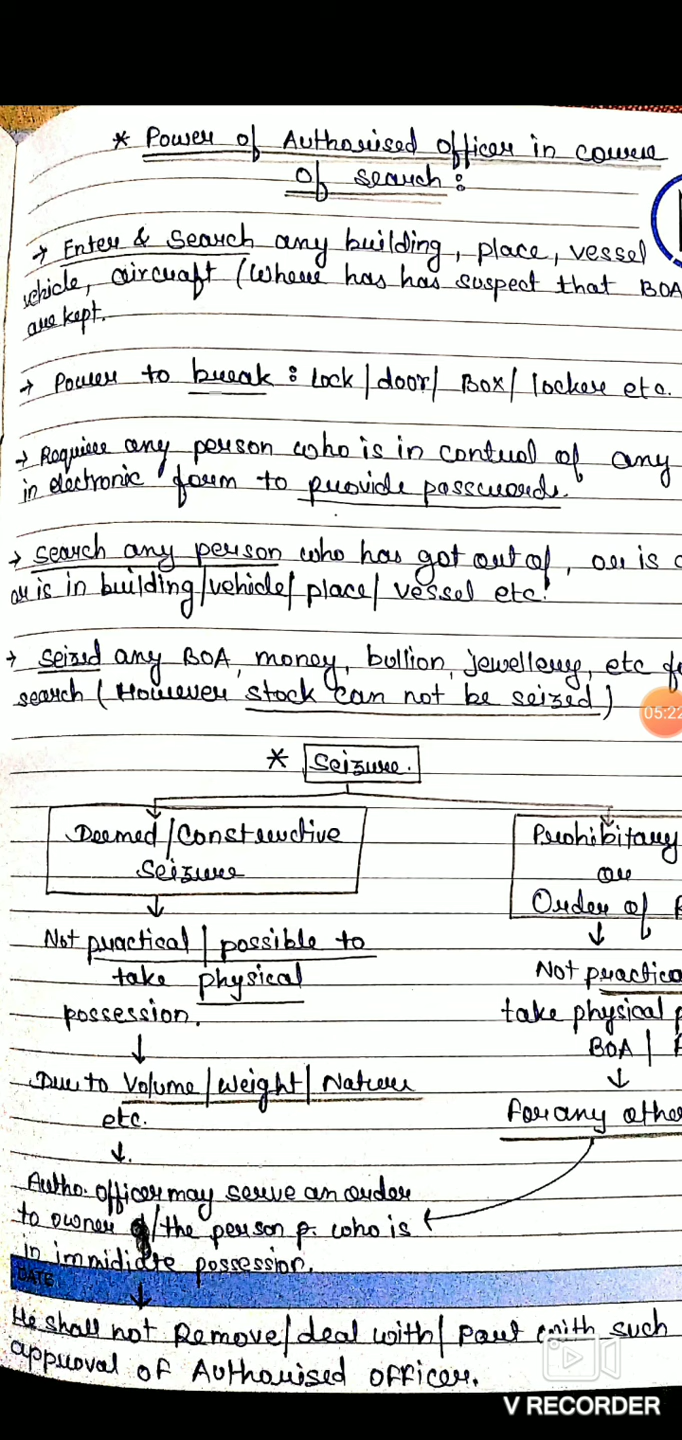 * Power of Authorised officer in course
of search :
→ Enter & Search any building, place, vessel
vehicle, aircraft (where has has suspect that BOA
are kept.
→ Power to break : lock / door / Box / locker etc.
→ Require any person who is in control of any
in electronic form to provide passwords.
→ Search any person who has got out of, or is
or is in building / vehicle / place / vessel etc.
→ Seized any BOA, money, bullion, jewellery, etc
search ( However stock can not be seized )
05:22
* Seizure.
Deemed / Constructive
Seizure
Not practical / possible to
take physical
possession.
Due to Volume / Weight / Nature
etc.
Prohibitary
or
Order of
Not
take physical
BOA |
For any other
Autho. officer may serve an order
to owner / the person p. who is
in immidiate possession.
DATE
He shall not Remove / deal with / Part with such
approval of Authorised officer.
V RECORDER